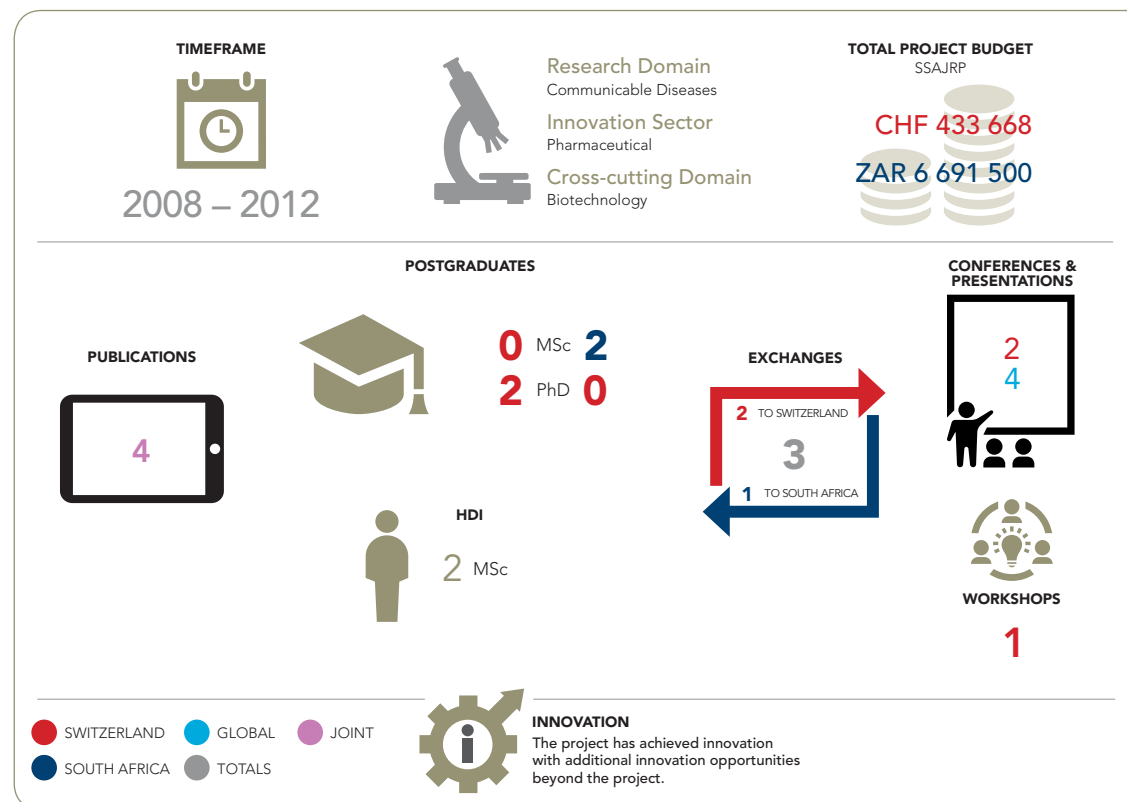 TIMEFRAME
2008 – 2012
Research Domain
Communicable Diseases
Innovation Sector
Pharmaceutical
Cross-cutting Domain
Biotechnology
TOTAL PROJECT BUDGET
SSAJRP
CHF 433 668
ZAR 6 691 500
PUBLICATIONS
4
POSTGRADUATES
0 MSc 2
2 PhD 0
HDI
2 MSc
EXCHANGES
2 TO SWITZERLAND
3
1 TO SOUTH AFRICA
CONFERENCES &
PRESENTATIONS
2
4
WORKSHOPS
1
SWITZERLAND
GLOBAL
JOINT
SOUTH AFRICA
TOTALS
i
INNOVATION
The project has achieved innovation
with additional innovation opportunities
beyond the project.